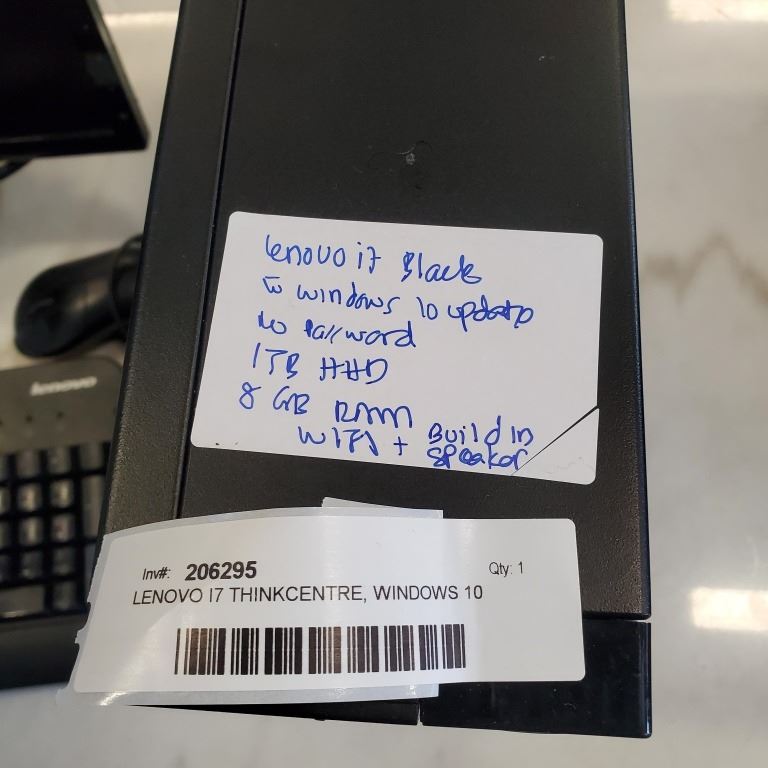 Lenovo i7 Black
windows 10 update
No Password
1TB HHD
8 GB RAM
WIFI + Build in
speaker
lenovo
Inv#: 206295
Qty: 1
LENOVO I7 THINKCENTRE, WINDOWS 10